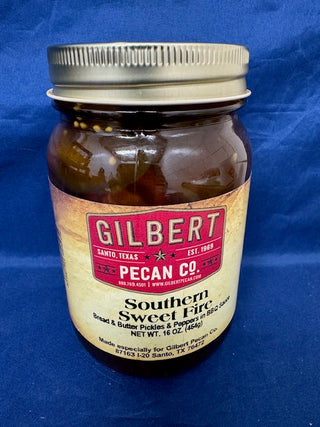 GILBERT
SANTO, TEXAS EST. 1969
PECAN CO.
WWW.GILBERTPECAN.COM
Southern
Sweet Fire
Bread & Butter Pickles & Peppers in BBQ Sauce
NET WT. 16 OZ. (454g)
Made especially for Gilbert Pecan Co.
67163 I-20 Santo, TX 76472